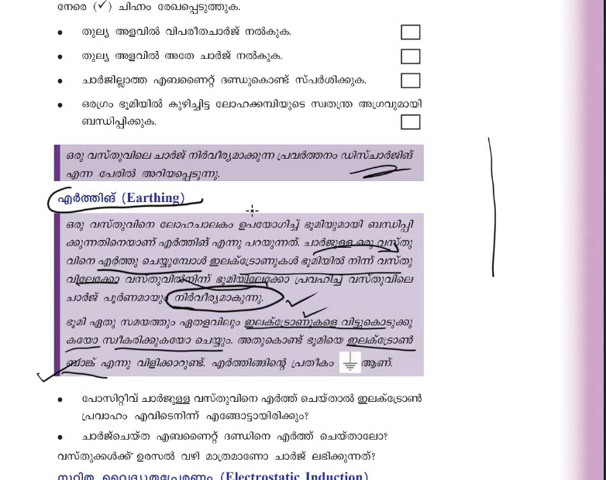 നേരെ (✓) ചിഹ്നം രേഖപ്പെടുത്തുക.
• തുല്യ അളവിൽ വിപരീതചാർജ് നൽകുക.
• തുല്യ അളവിൽ അതേ ചാർജ് നൽകുക.
• ചാർജില്ലാത്ത എബണൈറ്റ് ദണ്ഡുകൊണ്ട് സ്പർശിക്കുക.
• ഒരഗ്രം ഭൂമിയിൽ കുഴിച്ചിട്ട ലോഹക്കമ്പിയുടെ സ്വതന്ത്ര അഗ്രവുമായി
ബന്ധിപ്പിക്കുക.
ഒരു വസ്തുവിലെ ചാർജ് നിർവീര്യമാക്കുന്ന പ്രവർത്തനം ഡിസ്ചാർജിങ്
എന്ന പേരിൽ അറിയപ്പെടുന്നു.
എർത്തിങ് (Earthing)
ഒരു വസ്തുവിനെ ലോഹചാലകം ഉപയോഗിച്ച് ഭൂമിയുമായി ബന്ധിപ്പി
ക്കുന്നതിനെയാണ് എർത്തിങ് എന്നു പറയുന്നത്. ചാർജുള്ള ഒരു വസ്തു
വിനെ എർത്തു ചെയ്യുമ്പോൾ ഇലക്ട്രോണുകൾ ഭൂമിയിൽ നിന്ന് വസ്തു
വിലേക്കോ വസ്തുവിൽനിന്ന് ഭൂമിയിലേക്കോ പ്രവഹിച്ച് വസ്തുവിലെ
ചാർജ് പൂർണമായും നിർവീര്യമാകുന്നു.
ഭൂമി ഏതു സമയത്തും ഏതളവിലും ഇലക്ട്രോണുകളെ വിട്ടുകൊടുക്കു
കയോ സ്വീകരിക്കുകയോ ചെയ്യും. അതുകൊണ്ട് ഭൂമിയെ ഇലക്ട്രോൺ
ബാങ്ക് എന്നു വിളിക്കാറുണ്ട്. എർത്തിങ്ങിന്റെ പ്രതീകം ആണ്.
• പോസിറ്റീവ് ചാർജുള്ള വസ്തുവിനെ എർത്ത് ചെയ്താൽ ഇലക്ട്രോൺ
പ്രവാഹം എവിടെനിന്ന് എങ്ങോട്ടായിരിക്കും?
• ചാർജ്ചെയ്ത എബണൈറ്റ് ദണ്ഡിനെ എർത്ത് ചെയ്താലോ?
വസ്തുക്കൾക്ക് ഉരസൽ വഴി മാത്രമാണോ ചാർജ് ലഭിക്കുന്നത്?
സ്ഥിത വൈദ്യുതപ്രേരണം (Electrostatic Induction)